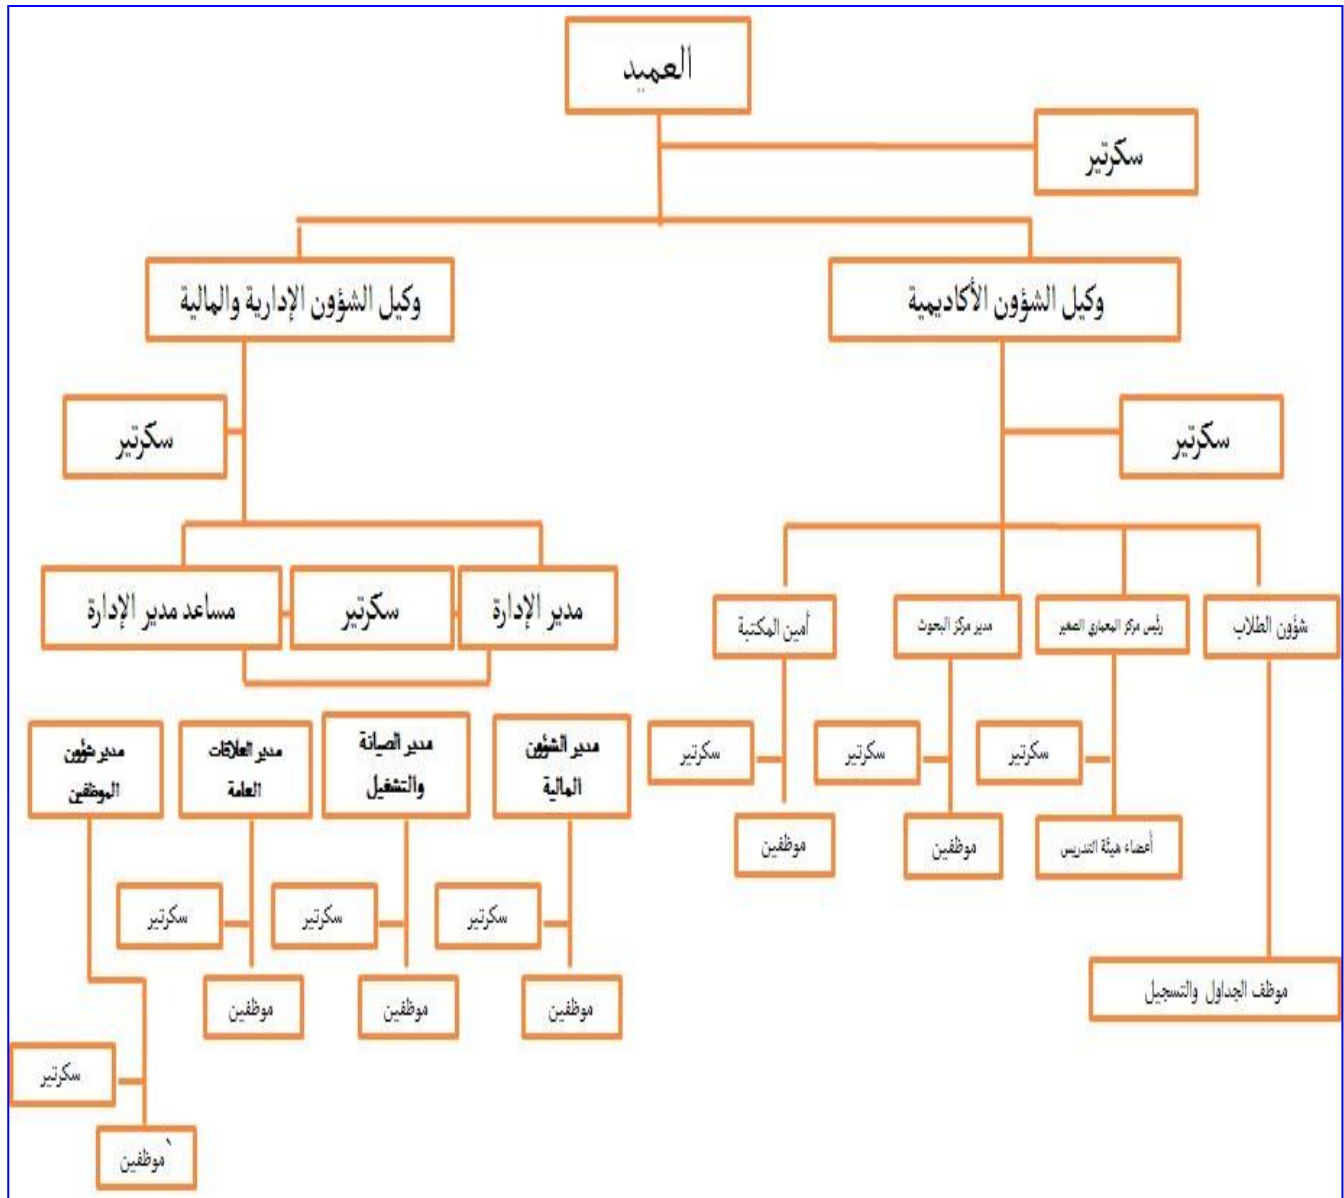 العميد
سكرتير
وكيل الشؤون الأكاديمية
وكيل الشؤون الإدارية والمالية
سكرتير
سكرتير
شؤون الطلاب
رئيس مركز المعماري الصغير
مدير مركز البحوث
أمين المكتبة
مدير الإدارة
سكرتير
مساعد مدير الإدارة
سكرتير
سكرتير
سكرتير
مدير الشؤون
المالية
مدير الصيانة
والتشغيل
مدير العلاقات
العامة
مدير شؤون
الموظفين
أعضاء هيئة التدريس
موظفين
موظفين
سكرتير
سكرتير
سكرتير
موظف الجداول والتسجيل
موظفين
موظفين
موظفين
سكرتير
موظفين`